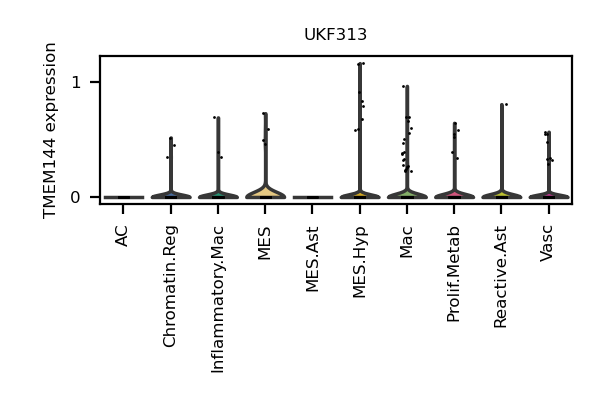 UKF313
TMEM144 expression
1
0
AC
Chromatin.Reg
Inflammatory.Mac
MES
MES.Ast
MES.Hyp
Mac
Prolif.Metab
Reactive.Ast
Vasc